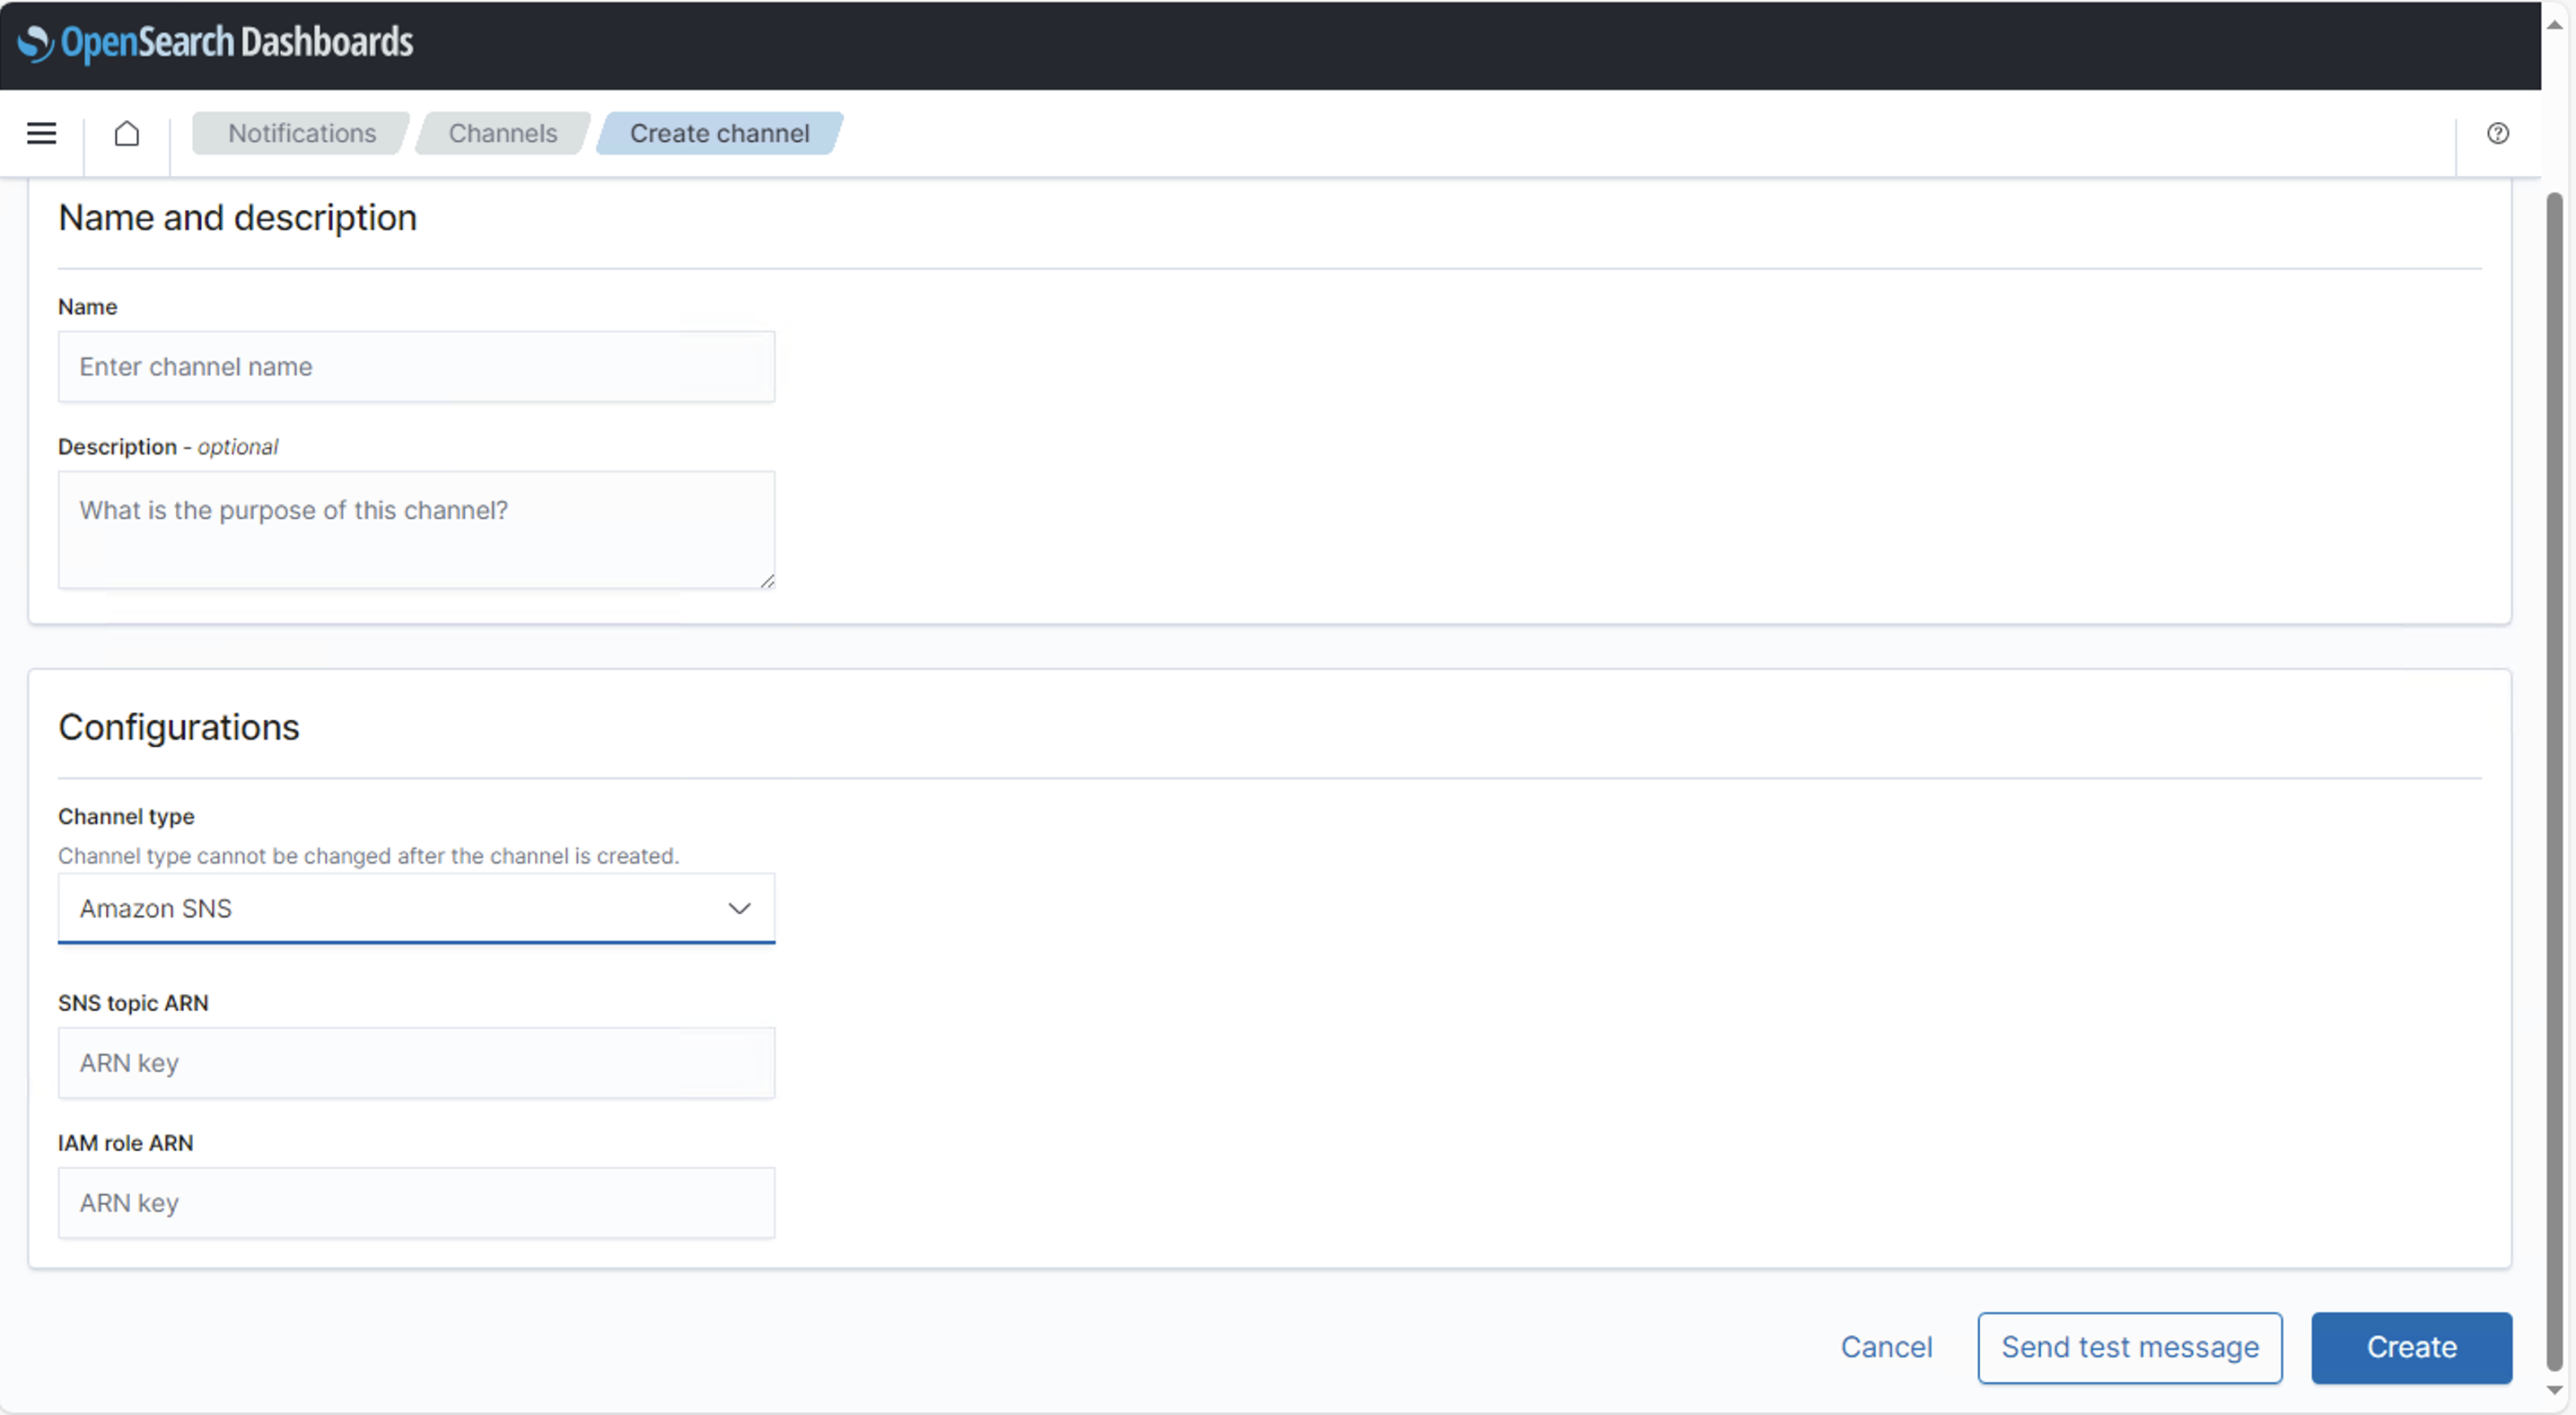 OpenSearch Dashboards
Notifications
Channels
Create channel
Name and description
Name
Enter channel name
Description - optional
What is the purpose of this channel?
Configurations
Channel type
Channel type cannot be changed after the channel is created.
Amazon SNS
SNS topic ARN
ARN key
IAM role ARN
ARN key
Cancel
Send test message
Create